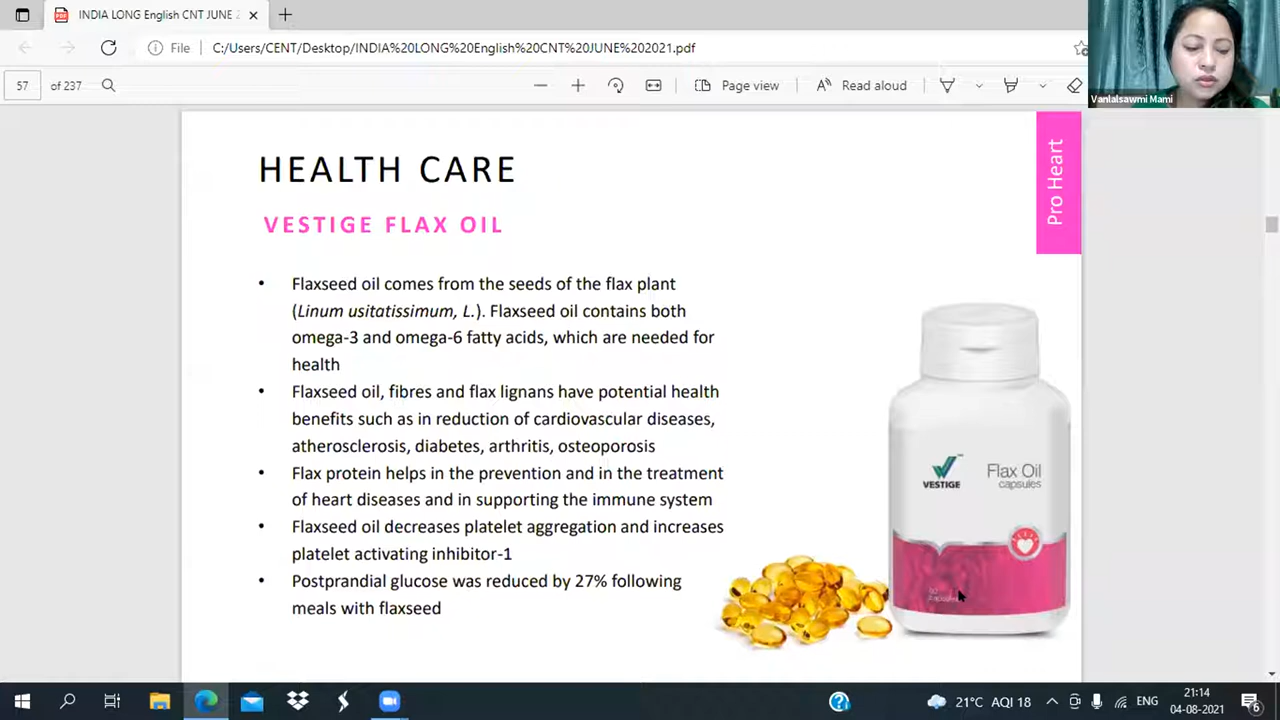 INDIA LONG English CNT JUNE 2
File C:/Users/CENT/Desktop/INDIA%20LONG%20English%20CNT%20JUNE%202021.pdf
57 of 237
Page view
Read aloud
Vanlalsawmi Mami
Pro Heart
HEALTH CARE
VESTIGE FLAX OIL
• Flaxseed oil comes from the seeds of the flax plant
(Linum usitatissimum, L.). Flaxseed oil contains both
omega-3 and omega-6 fatty acids, which are needed for
health
• Flaxseed oil, fibres and flax lignans have potential health
benefits such as in reduction of cardiovascular diseases,
atherosclerosis, diabetes, arthritis, osteoporosis
• Flax protein helps in the prevention and in the treatment
of heart diseases and in supporting the immune system
• Flaxseed oil decreases platelet aggregation and increases
platelet activating inhibitor-1
• Postprandial glucose was reduced by 27% following
meals with flaxseed
VESTIGE
Flax Oil
capsules
21°C AQI 18
ENG
21:14
04-08-2021
6